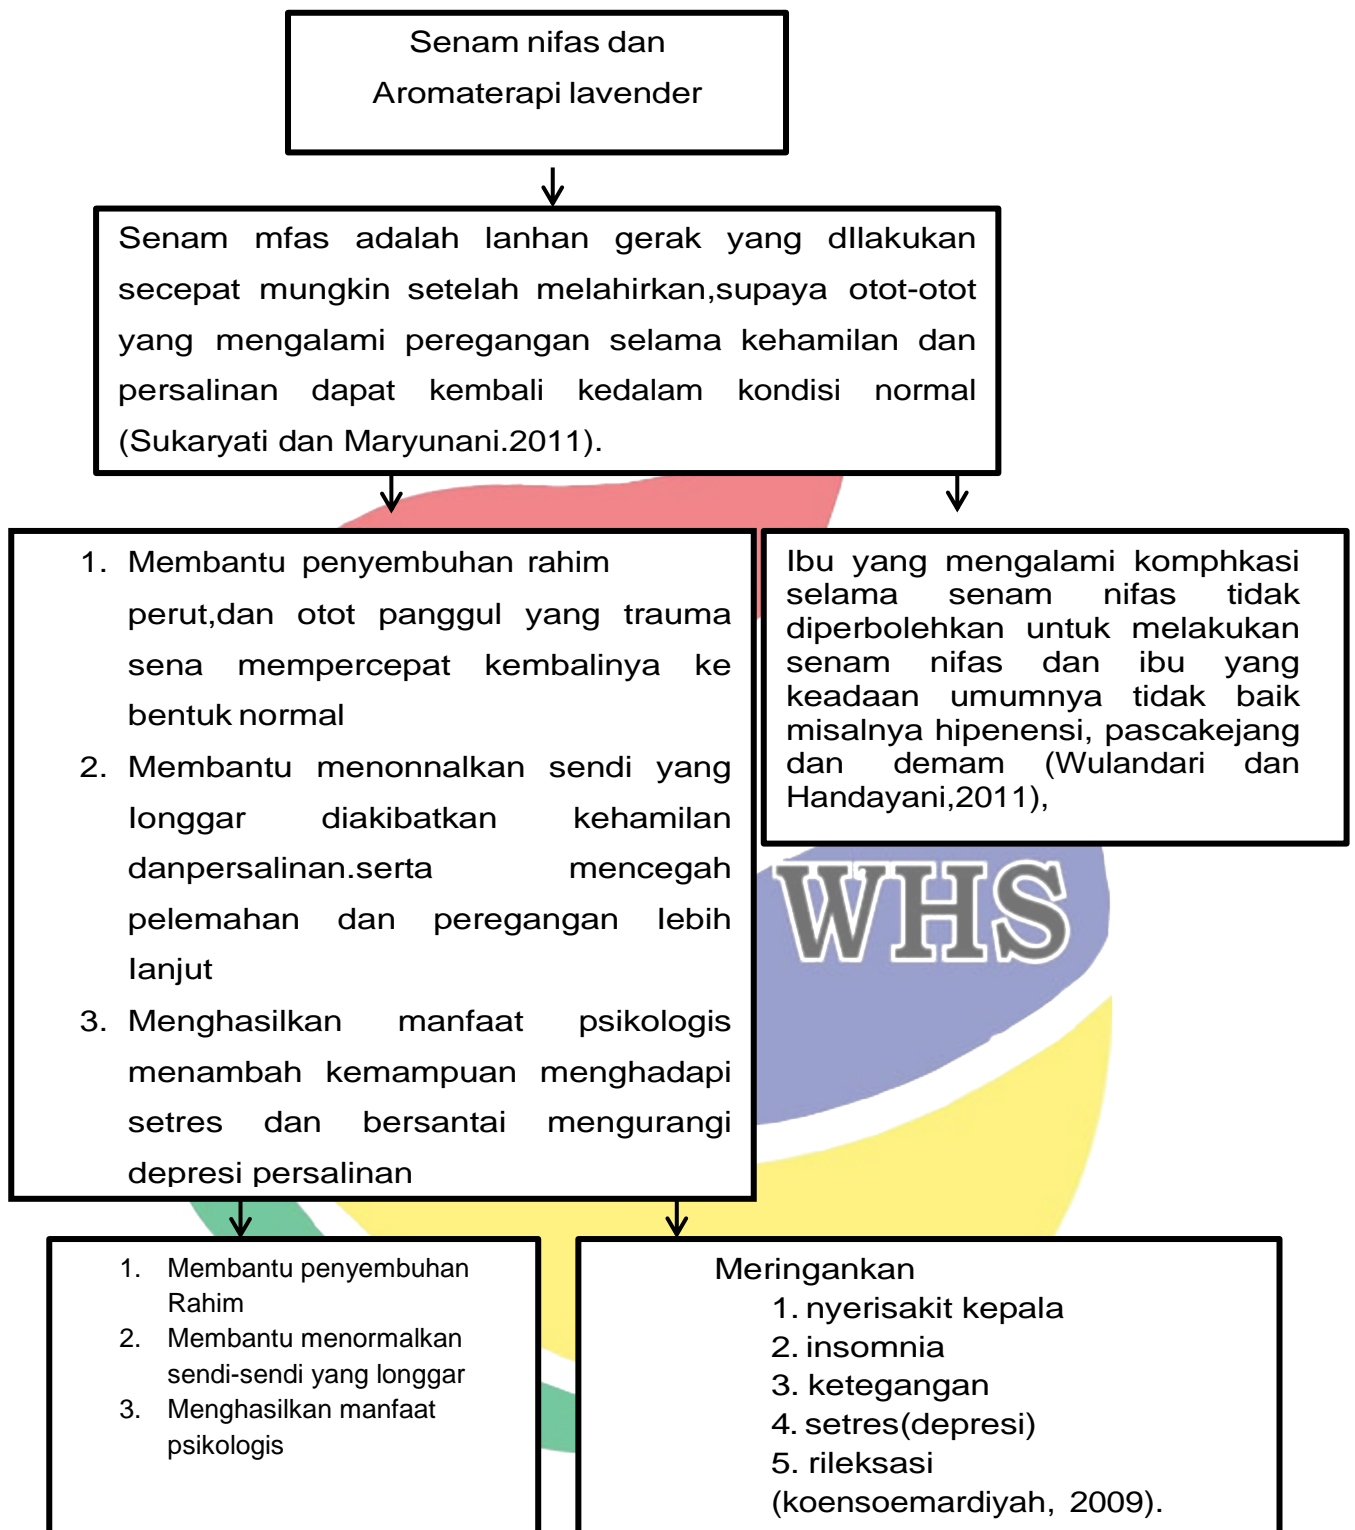 Senam nifas dan
Aromaterapi lavender
Senam mfas adalah lanhan gerak yang dIlakukan
secepat mungkin setelah melahirkan,supaya otot-otot
yang mengalami peregangan selama kehamilan dan
persalinan dapat kembali kedalam kondisi normal
(Sukaryati dan Maryunani.2011).
1. Membantu penyembuhan rahim
perut,dan otot panggul yang trauma
sena mempercepat kembalinya ke
bentuk normal
2. Membantu menonnalkan sendi yang
longgar diakibatkan kehamilan
danpersalinan.serta mencegah
pelemahan dan peregangan lebih
lanjut
3. Menghasilkan manfaat psikologis
menambah kemampuan menghadapi
setres dan bersantai mengurangi
depresi persalinan
Ibu yang mengalami komphkasi
selama senam nifas tidak
diperbolehkan untuk melakukan
senam nifas dan ibu yang
keadaan umumnya tidak baik
misalnya hipenensi, pascakejang
dan demam (Wulandari dan
Handayani,2011),
WHS
1. Membantu penyembuhan
Rahim
2. Membantu menormalkan
sendi-sendi yang longgar
3. Menghasilkan manfaat
psikologis
Meringankan
1. nyerisakit kepala
2. insomnia
3. ketegangan
4. setres(depresi)
5. rileksasi
(koensoemardiyah, 2009).